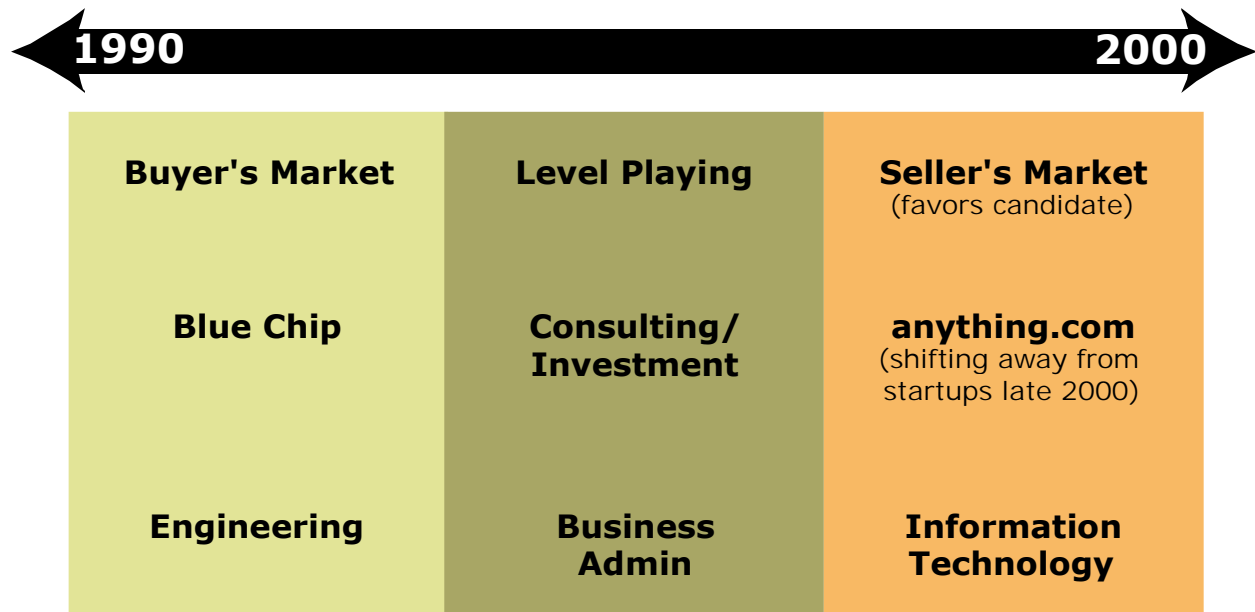 1990
2000
Buyer's Market
Level Playing
Seller's Market
(favors candidate)
Blue Chip
Consulting/
Investment
anything.com
(shifting away from
startups late 2000)
Engineering
Business
Admin
Information
Technology